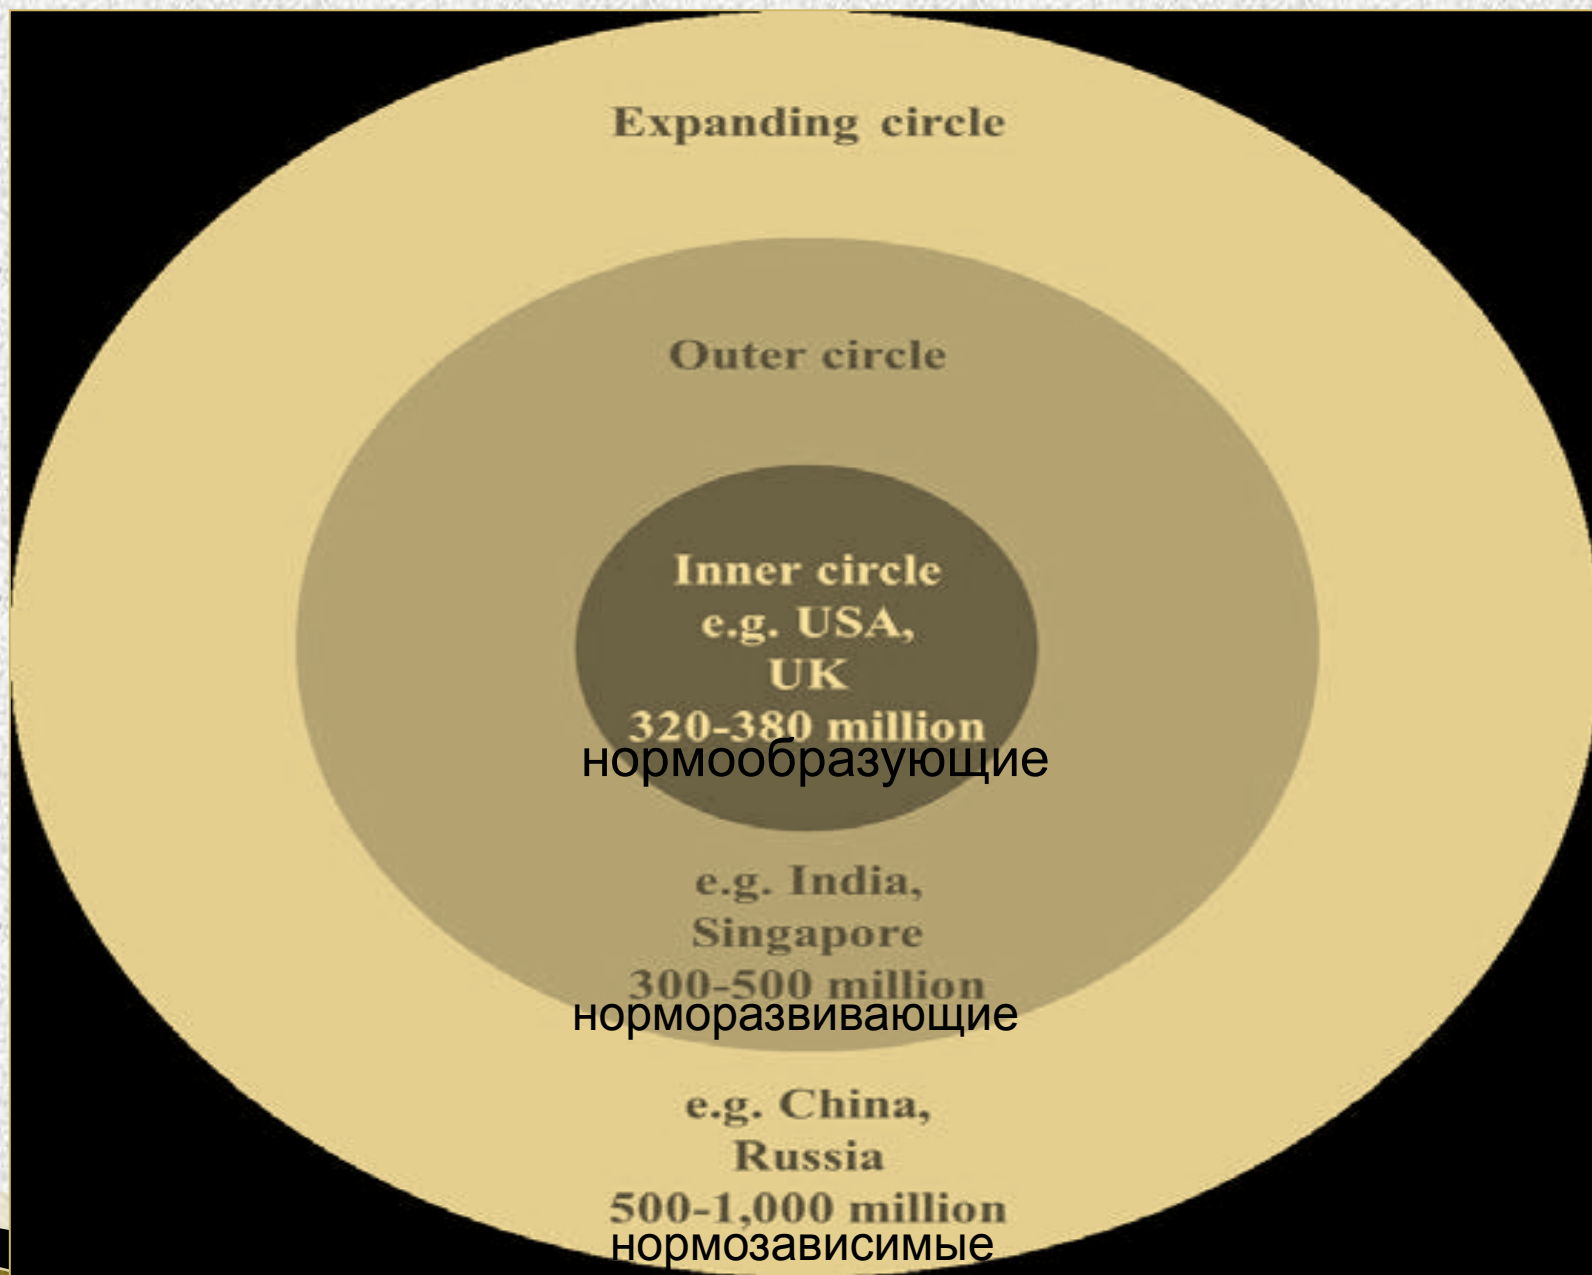 Expanding circle
Outer circle
Inner circle
e.g. USA,
UK
320-380 million
нормообразующие
e.g. India,
Singapore
300-500 million
норморазвивающие
e.g. China,
Russia
500-1,000 million
нормозависимые